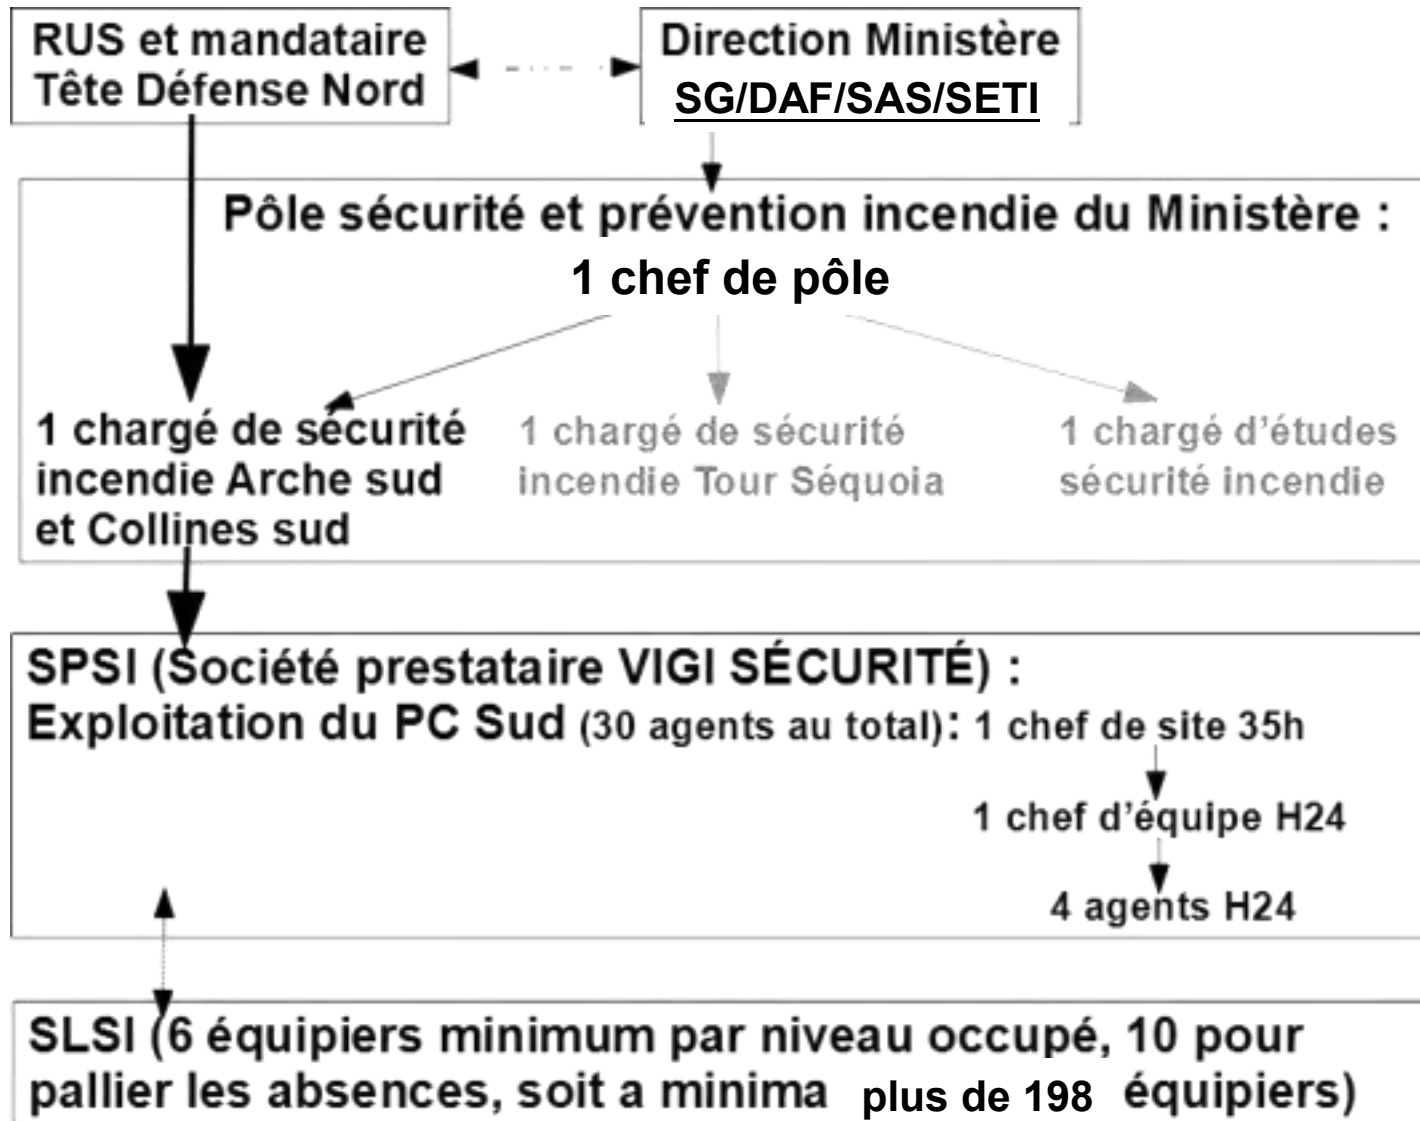 RUS et mandataire
Tête Défense Nord
Direction Ministère
SG/DAF/SAS/SETI
Pôle sécurité et prévention incendie du Ministère :
1 chef de pôle
1 chargé de sécurité
incendie Arche sud
et Collines sud
1 chargé de sécurité
incendie Tour Séquoia
1 chargé d'études
sécurité incendie
SPSI (Société prestataire VIGI SÉCURITÉ) :
Exploitation du PC Sud (30 agents au total): 1 chef de site 35h
1 chef d'équipe H24
4 agents H24
SLSI (6 équipiers minimum par niveau occupé, 10 pour
pallier les absences, soit a minima plus de 198 équipiers)